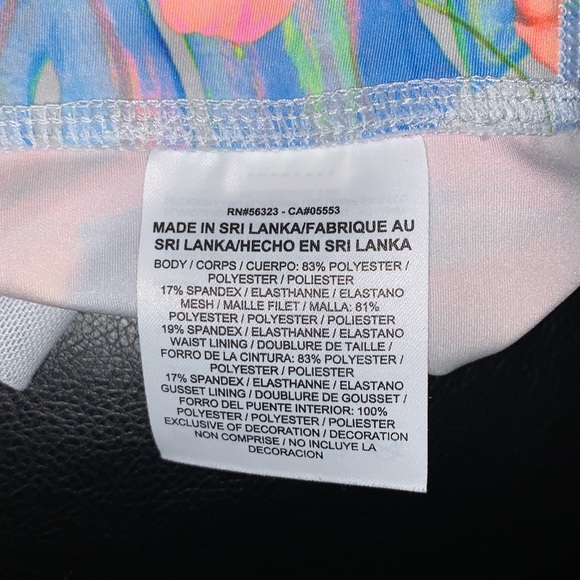 RN#56323 - CA#05553
MADE IN SRI LANKA/FABRIQUE AU
SRI LANKA/HECHO EN SRI LANKA
BODY / CORPS / CUERPO: 83% POLYESTER /
POLYESTER / POLIESTER
17% SPANDEX / ELASTHANNE / ELASTANO
MESH / MAILLE FILET / MALLA: 81%
POLYESTER / POLYESTER / POLIESTER
19% SPANDEX / ELASTHANNE / ELASTANO
WAIST LINING / DOUBLURE DE TAILLE /
FORRO DE LA CINTURA: 83% POLYESTER /
POLYESTER / POLIESTER
17% SPANDEX / ELASTHANNE / ELASTANO
GUSSET LINING / DOUBLURE DE GOUSSET /
FORRO DEL PUENTE INTERIOR: 100%
POLYESTER / POLYESTER / POLIESTER
EXCLUSIVE OF DECORATION / DECORATION
NON COMPRISE / NO INCLUYE LA
DECORACION